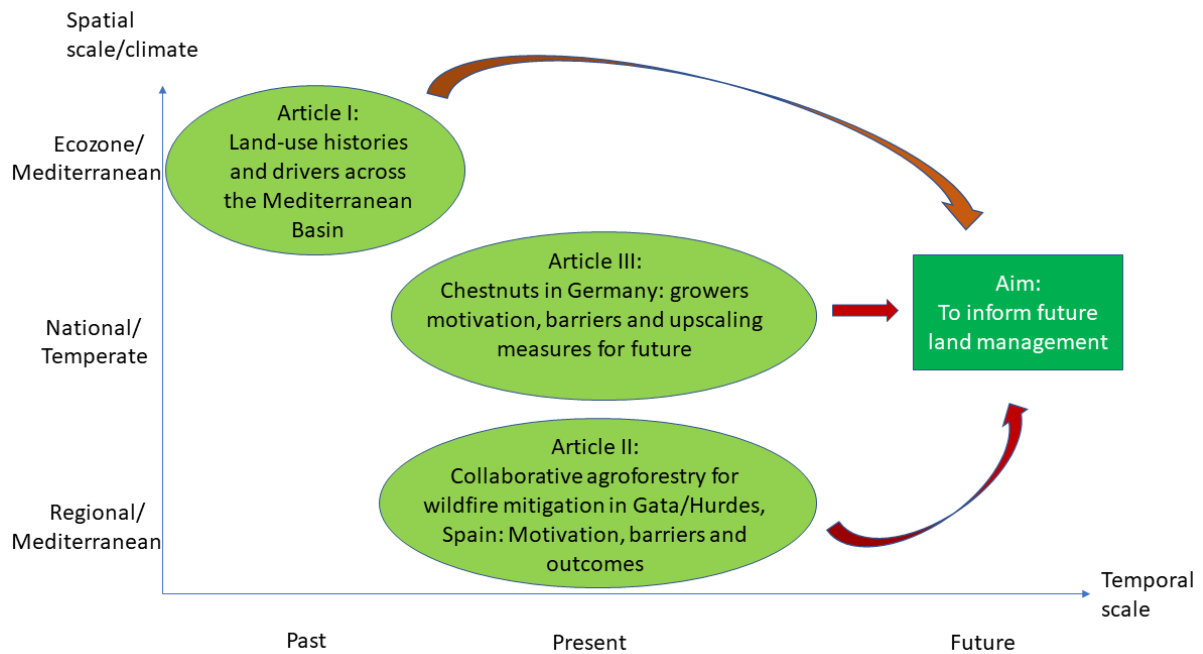 Spatial
scale/climate
Ecozone/
Mediterranean
Article I:
Land-use histories
and drivers across
the Mediterranean
Basin
National/
Temperate
Article III:
Chestnuts in Germany: growers
motivation, barriers and upscaling
measures for future
Aim:
To inform future
land management
Regional/
Mediterranean
Article II:
Collaborative agroforestry for
wildfire mitigation in Gata/Hurdes,
Spain: Motivation, barriers and
outcomes
Temporal
scale
Past
Present
Future